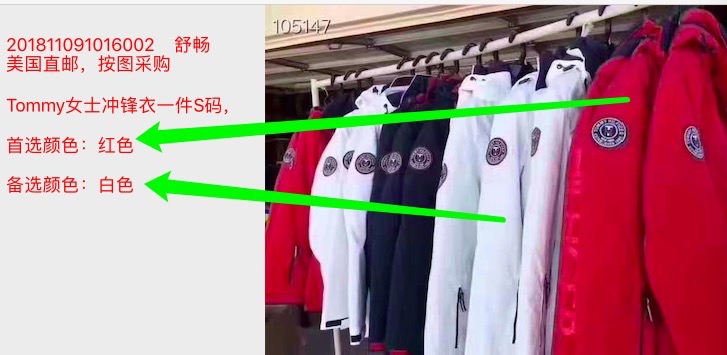 105147
201811091016002 舒畅
美国直邮，按图采购
Tommy女士冲锋衣一件S码，
首选颜色：红色
备选颜色：白色